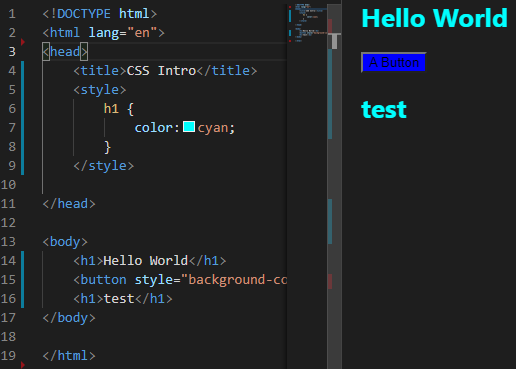 1 <!DOCTYPE html>
2 <html lang="en">
3 <head>
4 <title>CSS Intro</title>
5 <style>
6 h1 {
7 color:cyan;
8 }
9 </style>
10
11 </head>
12
13 <body>
14 <h1>Hello World</h1>
15 <button style="background-co
16 <h1>test</h1>
17 </body>
18
19 </html>
Hello World
A Button
test